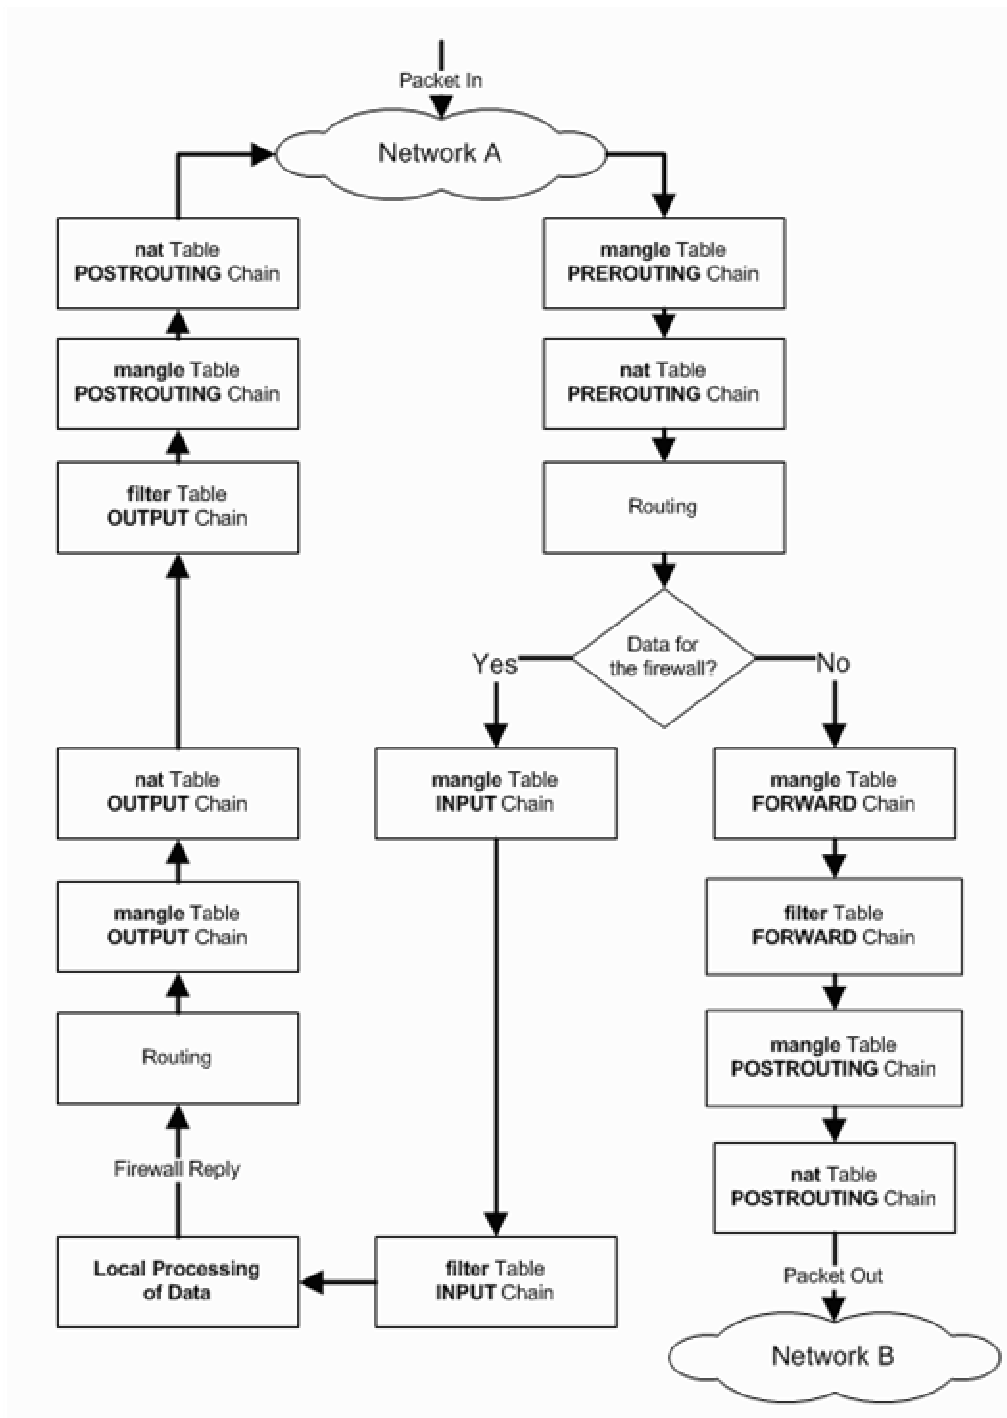 Packet In
Network A
mangle Table
PREROUTING Chain
nat Table
PREROUTING Chain
Routing
Data for
the firewall?
Yes
No
mangle Table
INPUT Chain
filter Table
INPUT Chain
Local Processing
of Data
Firewall Reply
Routing
mangle Table
OUTPUT Chain
nat Table
OUTPUT Chain
filter Table
OUTPUT Chain
mangle Table
POSTROUTING Chain
nat Table
POSTROUTING Chain
mangle Table
FORWARD Chain
filter Table
FORWARD Chain
mangle Table
POSTROUTING Chain
nat Table
POSTROUTING Chain
Packet Out
Network B